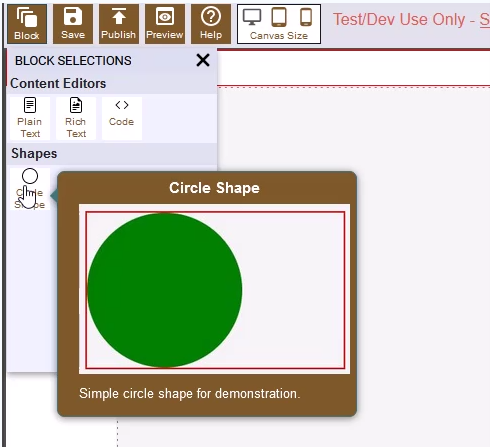 Block Save Publish Preview Help Canvas Size
Test/Dev Use Only - S
BLOCK SELECTIONS
Content Editors
Plain Text
Rich Text
Code
Shapes
Shape
Circle Shape
Simple circle shape for demonstration.